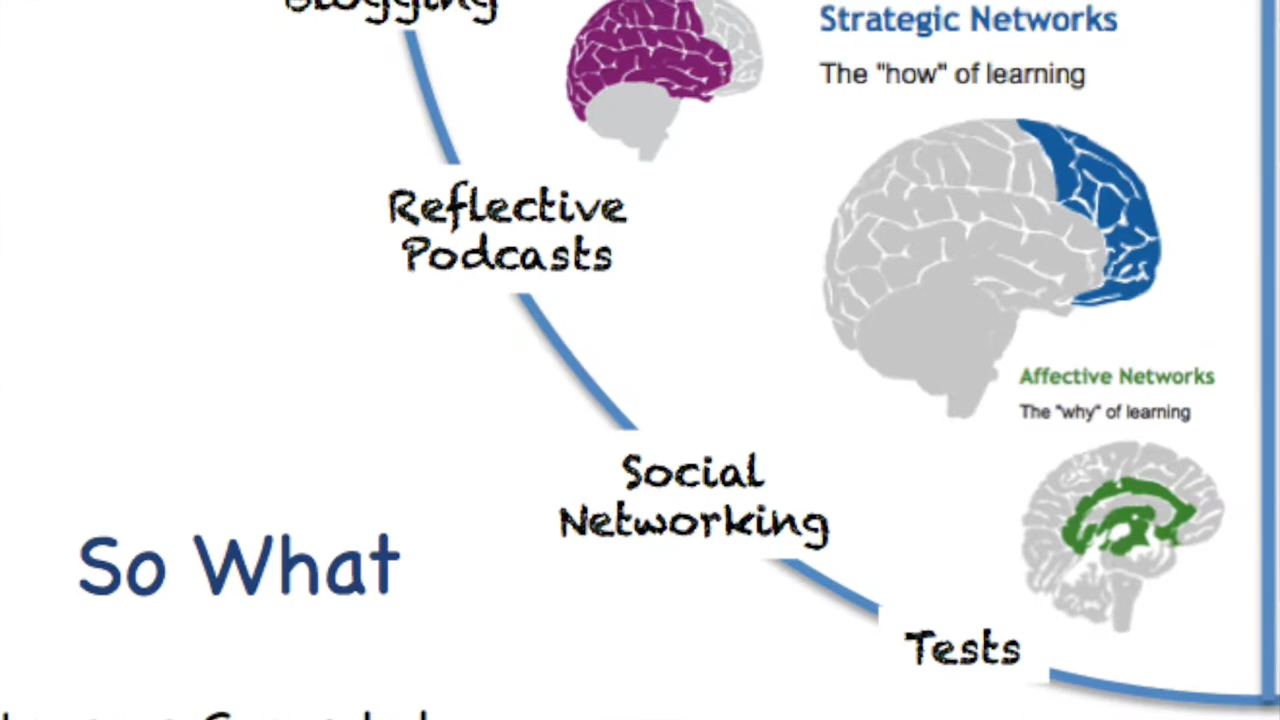 Blogging
Strategic Networks
The "how" of learning
Reflective
Podcasts
Affective Networks
The "why" of learning
Social
Networking
So What
Tests